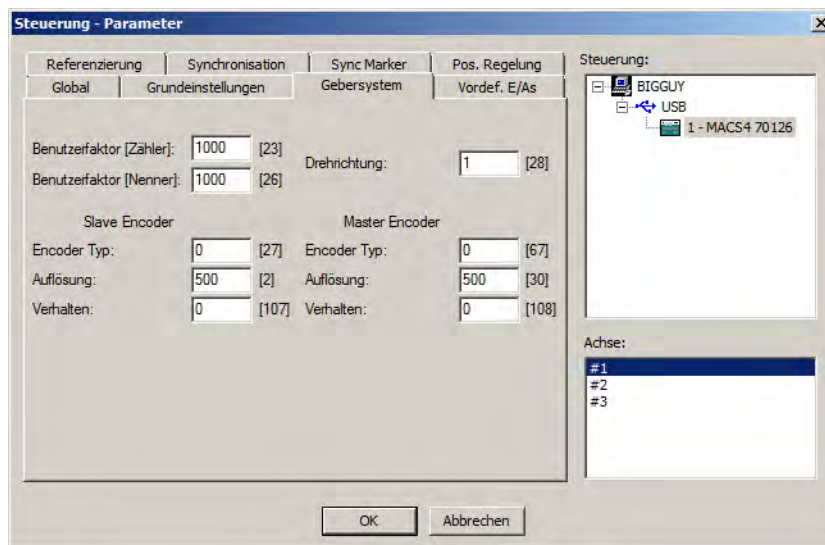 Steuerung - Parameter
Referenzierung Synchronisation Sync Marker Pos. Regelung
Global Grundeinstellungen Gebersystem Vordef. E/As
Benutzerfaktor [Zähler]: 1000 [23]
Benutzerfaktor [Nenner]: 1000 [26]
Drehrichtung: 1 [28]
Slave Encoder Master Encoder
Encoder Typ: 0 [27] Encoder Typ: 0 [67]
Auflösung: 500 [2] Auflösung: 500 [30]
Verhalten: 0 [107] Verhalten: 0 [108]
Steuerung:
BIGGUY
USB
1 - MACS4 70126
Achse:
#1
#2
#3
OK Abbrechen